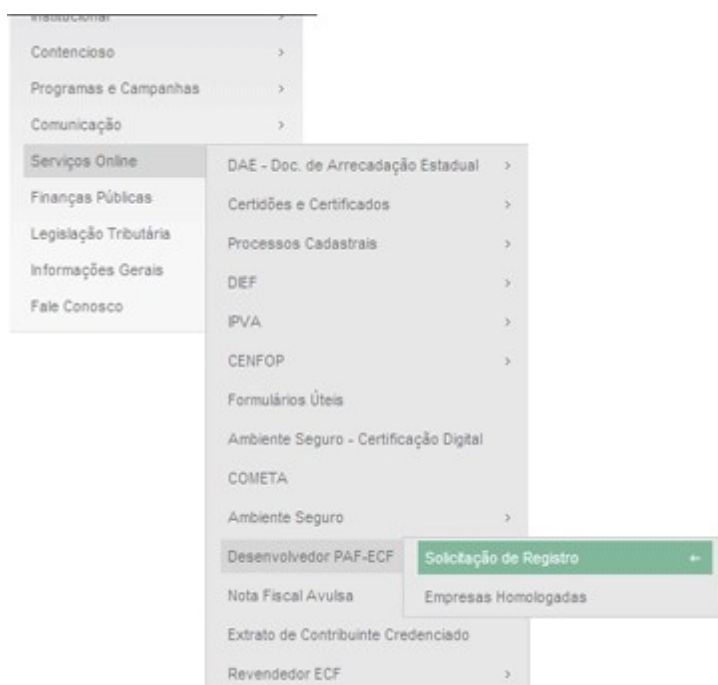 Institucional
Contencioso
Programas e Campanhas
Comunicação
Serviços Online
Finanças Públicas
Legislação Tributária
Informações Gerais
Fale Conosco
DAE - Doc. de Arrecadação Estadual
Certidões e Certificados
Processos Cadastrais
DIEF
IPVA
CENFOP
Formulários Úteis
Ambiente Seguro - Certificação Digital
COMETA
Ambiente Seguro
Desenvolvedor PAF-ECF
Nota Fiscal Avulsa
Extrato de Contribuinte Credenciado
Revendedor ECF
Solicitação de Registro
Empresas Homologadas